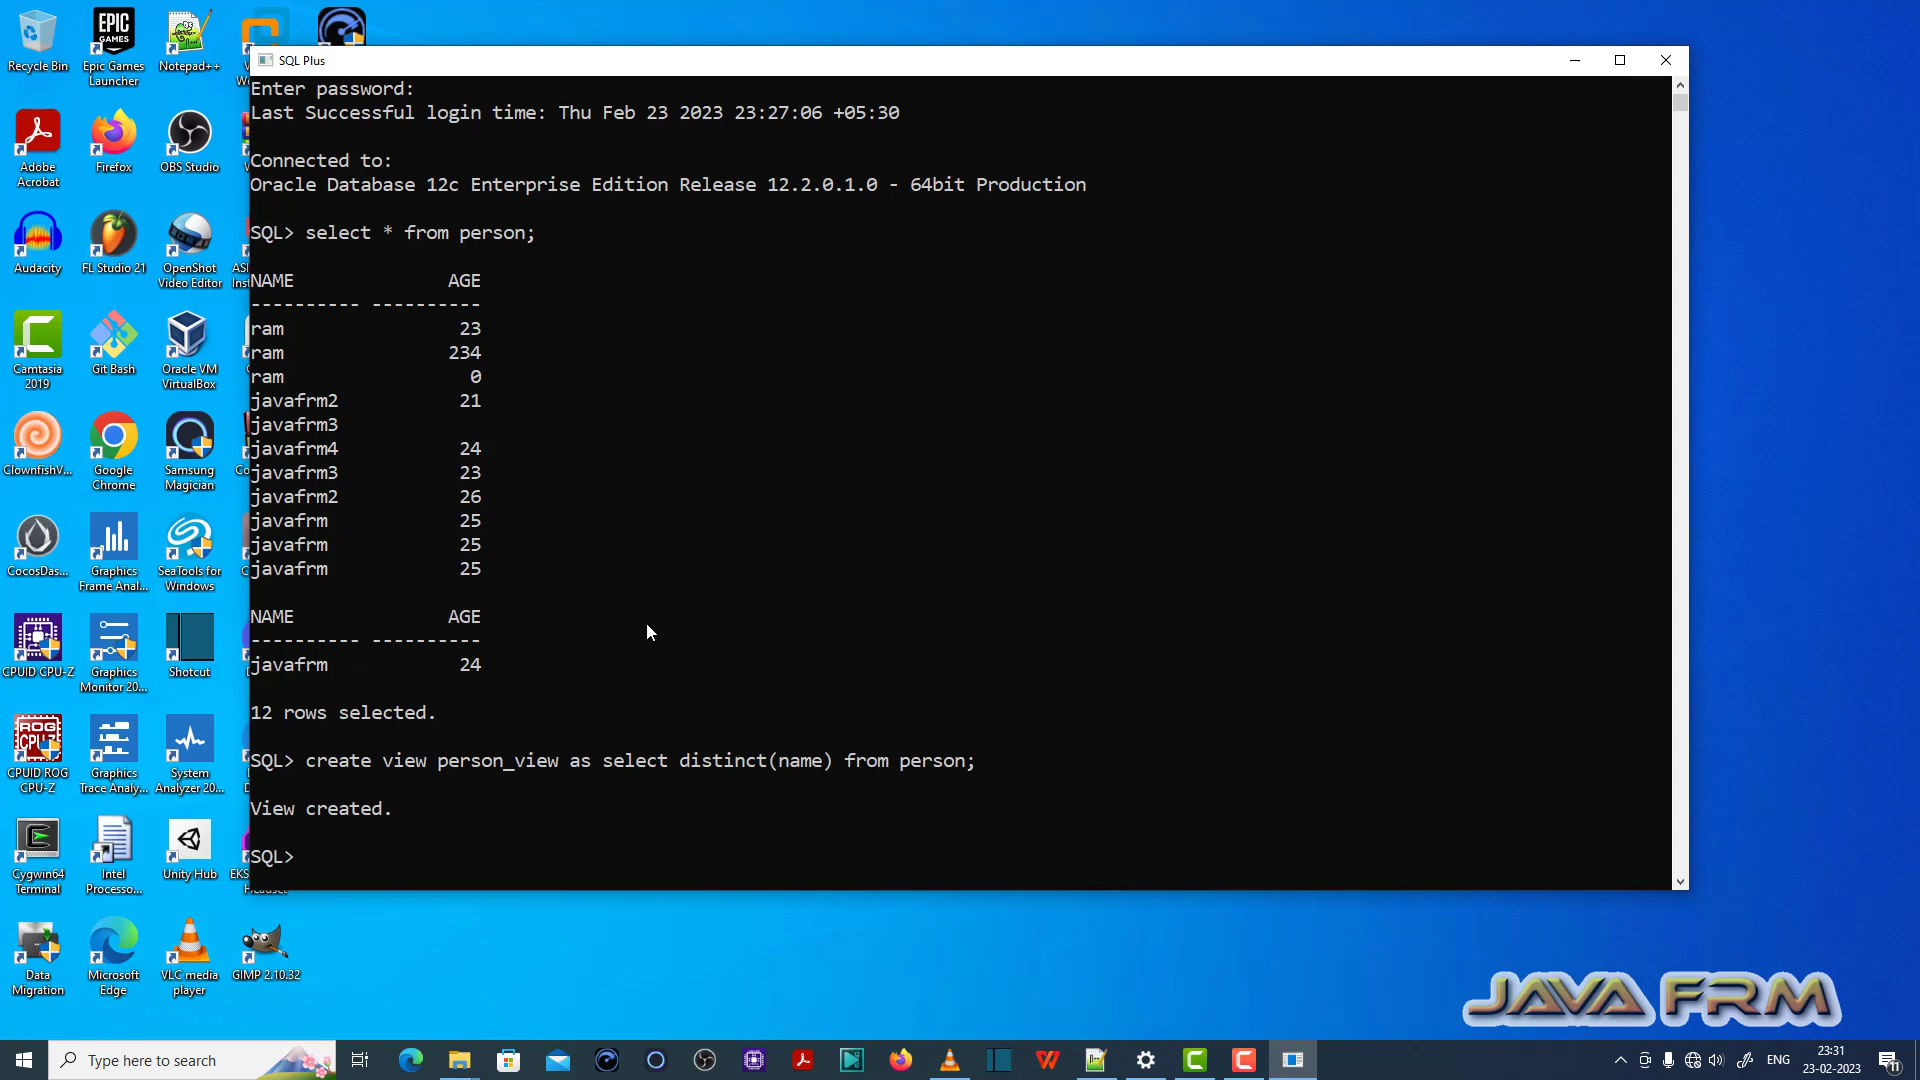 SQL Plus
Enter password:
Last Successful login time: Thu Feb 23 2023 23:27:06 +05:30
Connected to:
Oracle Database 12c Enterprise Edition Release 12.2.0.1.0 - 64bit Production
SQL> select * from person;
NAME AGE
---------- ----------
ram 23
ram 234
ram 0
javafrm2 21
javafrm3
javafrm4 24
javafrm3 23
javafrm2 26
javafrm 25
javafrm 25
javafrm 25
NAME AGE
---------- ----------
javafrm 24
12 rows selected.
SQL> create view person_view as select distinct(name) from person;
View created.
SQL>
Recycle Bin
EPIC GAMES
Epic Games
Launcher
Notepad++
Adobe
Acrobat
Firefox
OBS Studio
Audacity
FL Studio 21
OpenShot
Video Editor
Camtasia
2019
Git Bash
Oracle VM
VirtualBox
ClownfishV...
Google
Chrome
Samsung
Magician
CocosDas...
Graphics
Frame Anal...
SeaTools for
Windows
CPUID CPU-Z
Graphics
Monitor 20...
Shotcut
ROG
CPU-Z
CPUID ROG
CPU-Z
Graphics
Trace Analy...
System
Analyzer 20...
Cygwin64
Terminal
Intel
Processo...
Unity Hub
Data
Migration
Microsoft
Edge
VLC media
player
GIMP 2.10.32
JAVA FRM
Type here to search
ENG
23:31
23-02-2023
11